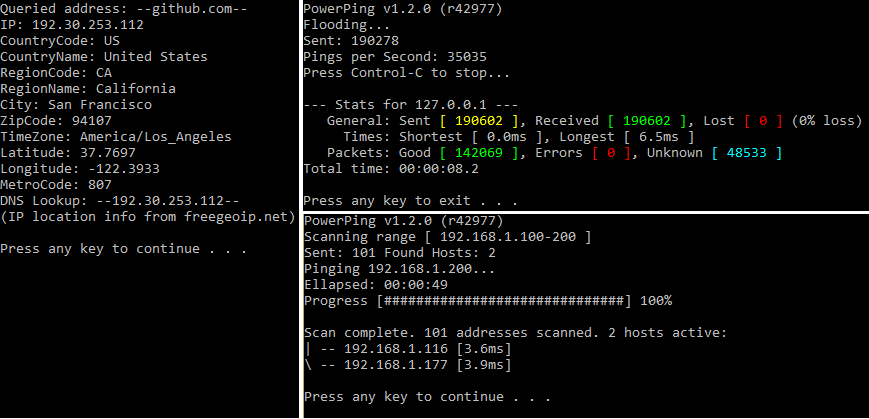 Queried address: --github.com--
IP: 192.30.253.112
CountryCode: US
CountryName: United States
RegionCode: CA
RegionName: California
City: San Francisco
ZipCode: 94107
TimeZone: America/Los_Angeles
Latitude: 37.7697
Longitude: -122.3933
MetroCode: 807
DNS Lookup: --192.30.253.112--
(IP location info from freegeoip.net)
Press any key to continue . . .
PowerPing v1.2.0 (r42977)
Flooding...
Sent: 190278
Pings per Second: 35035
Press Control-C to stop...
--- Stats for 127.0.0.1 ---
General: Sent [ 190602 ], Received [ 190602 ], Lost [ 0 ] (0% loss)
Times: Shortest [ 0.0ms ], Longest [ 6.5ms ]
Packets: Good [ 142069 ], Errors [ 0 ], Unknown [ 48533 ]
Total time: 00:00:08.2
Press any key to exit . . .
PowerPing v1.2.0 (r42977)
Scanning range [ 192.168.1.100-200 ]
Sent: 101 Found Hosts: 2
Pinging 192.168.1.200...
Ellapsed: 00:00:49
Progress [##############################] 100%
Scan complete. 101 addresses scanned. 2 hosts active:
| -- 192.168.1.116 [3.6ms]
\ -- 192.168.1.177 [3.9ms]
Press any key to continue . . .